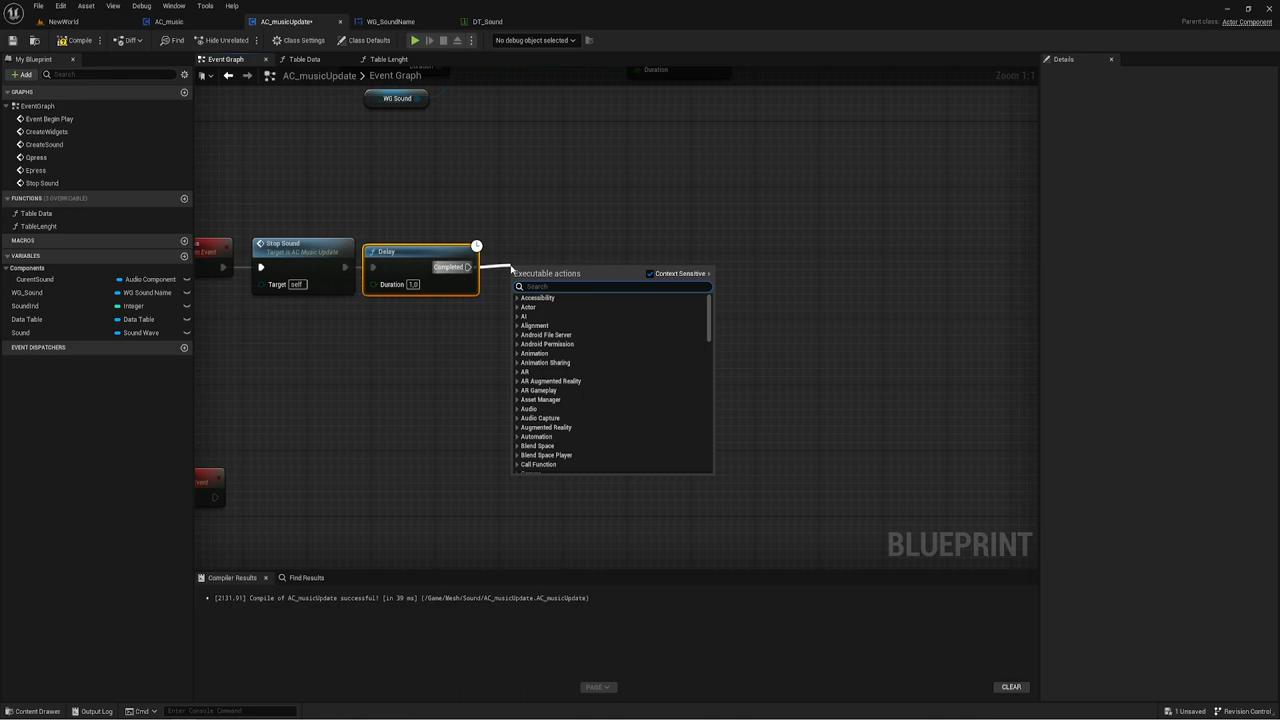 File Edit Asset View Debug Window Tools Help
Parent class: Actor Component
NewWorld AC_music AC_musicUpdate* WG_SoundName DT_Sound
Compile Diff Find Hide Unrelated Class Settings Class Defaults No debug object selected
My Blueprint Event Graph Table Data Table Lenght Details
Add Search
AC_musicUpdate > Event Graph Zoom 1:1
GRAPHS
EventGraph
Event Begin Play
CreateWidgets
CreateSound
Qpress
Epress
Stop Sound
FUNCTIONS (3 OVERRIDABLE)
Table Data
TableLenght
MACROS
VARIABLES
Components
CarentSound Audio Component
WG_Sound WG Sound Name
SoundInd Integer
Data Table Data Table
Sound Sound Wave
EVENT DISPATCHERS
Duration
WG Sound
Stop Sound
Target is AC Music Update
Target self
Delay
Completed
Duration 1,0
Event
Executable actions Context Sensitive
Search
Accessibility
Actor
AI
Alignment
Android File Server
Android Permission
Animation
Animation Sharing
AR
AR Augmented Reality
AR Gameplay
Asset Manager
Audio
Audio Capture
Augmented Reality
Automation
Blend Space
Blend Space Player
Call Function
BLUEPRINT
Compiler Results Find Results
[2131,91] Compile of AC_musicUpdate successful! [in 39 ms] (/Game/Mesh/Sound/AC_musicUpdate.AC_musicUpdate)
PAGE CLEAR
Content Drawer Output Log Cmd Enter Console Command 1 Unsaved Revision Control